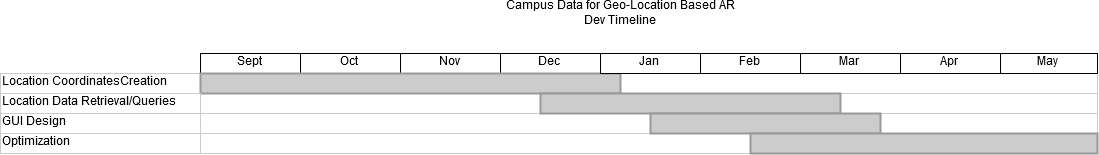 Campus Data for Geo-Location Based AR
Dev Timeline
Sept Oct Nov Dec Jan Feb Mar Apr May
Location CoordinatesCreation
Location Data Retrieval/Queries
GUI Design
Optimization